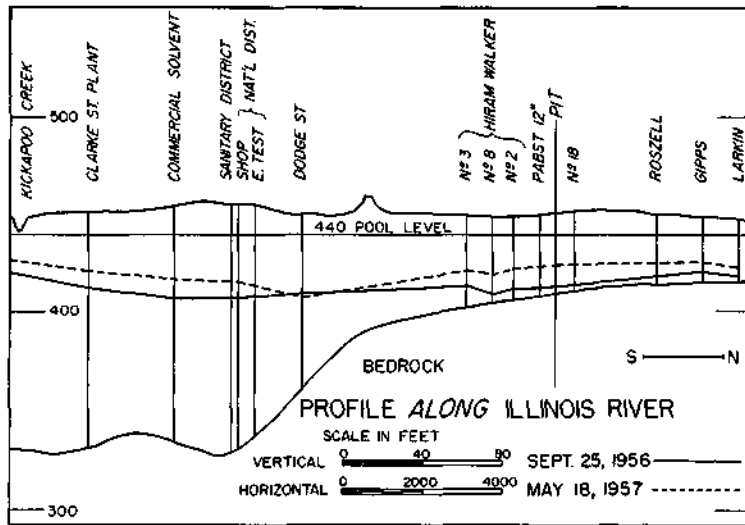 500
400
300
KICKAPOO CREEK
CLARKE ST. PLANT
COMMERCIAL SOLVENT
SANITARY DISTRICT
SHOP
E. TEST
NAT'L DIST.
DODGE ST
Nº 3
Nº 8
Nº 2
HIRAM WALKER
PABST 12"
PIT
Nº 18
ROSZELL
GIPPS
LARKIN
440 POOL LEVEL
BEDROCK
S N
PROFILE ALONG ILLINOIS RIVER
SCALE IN FEET
VERTICAL 0 40 80
HORIZONTAL 0 2000 4000
SEPT. 25, 1956
MAY 18, 1957